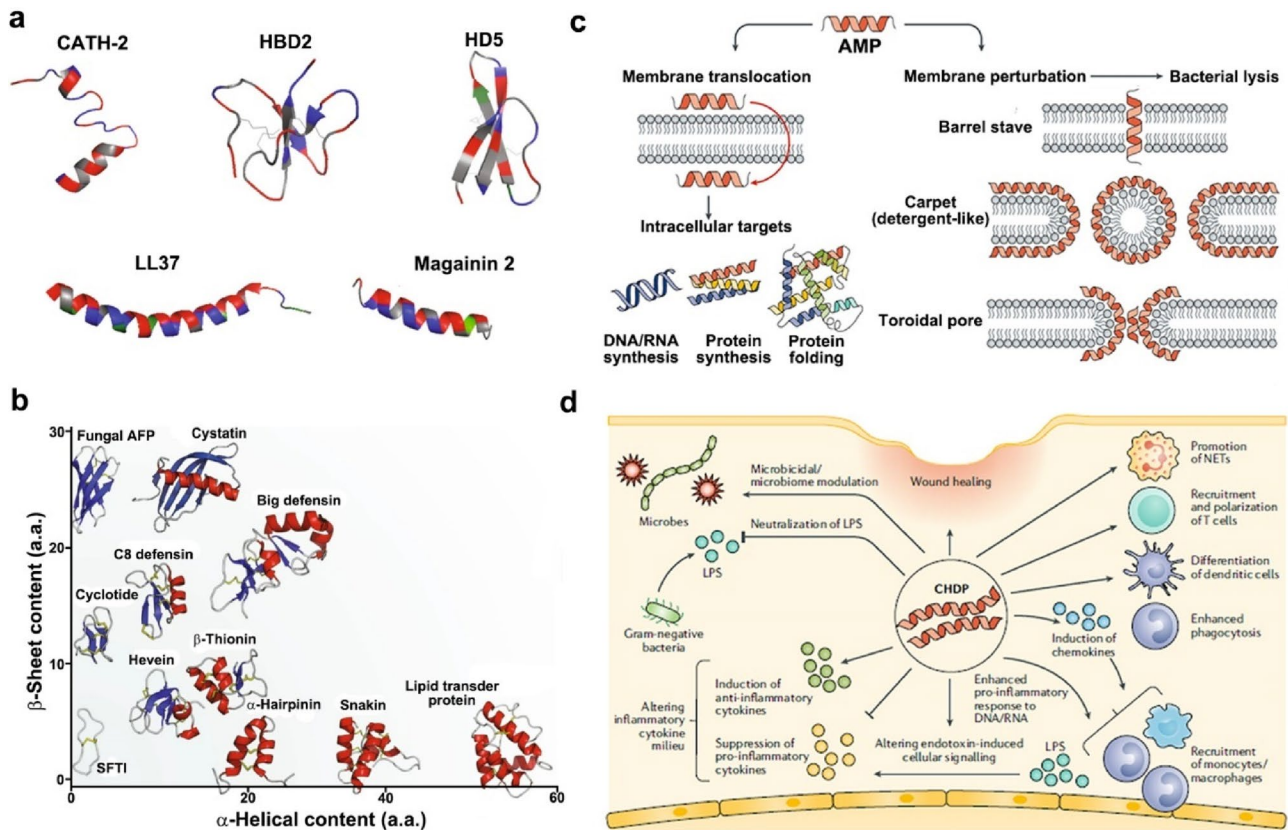 a
CATH-2
HBD2
HD5
LL37
Magainin 2
b
β-Sheet content (a.a.)
30
20
10
0
Fungal AFP
Cystatin
Big defensin
C8 defensin
Cyclotide
β-Thionin
Hevein
α-Hairpinin
Snakin
Lipid transder
protein
SFTI
0
20
40
60
α-Helical content (a.a.)
c
AMP
Membrane translocation
Intracellular targets
DNA/RNA
synthesis
Protein
synthesis
Protein
folding
Membrane perturbation
Bacterial lysis
Barrel stave
Carpet
(detergent-like)
Toroidal pore
d
Microbes
Microbicidal/
microbiome modulation
Neutralization of LPS
LPS
Gram-negative
bacteria
Wound healing
CHDP
Promotion
of NETs
Recruitment
and polarization
of T cells
Differentiation
of dendritic cells
Enhanced
phagocytosis
Induction of
chemokines
Altering
inflammatory
cytokine
milieu
Induction of
anti-inflammatory
cytokines
Suppression of
pro-inflammatory
cytokines
Enhanced
pro-inflammatory
response to
DNA/RNA
Altering endotoxin-induced
cellular signalling
LPS
Recruitment
of monocytes/
macrophages